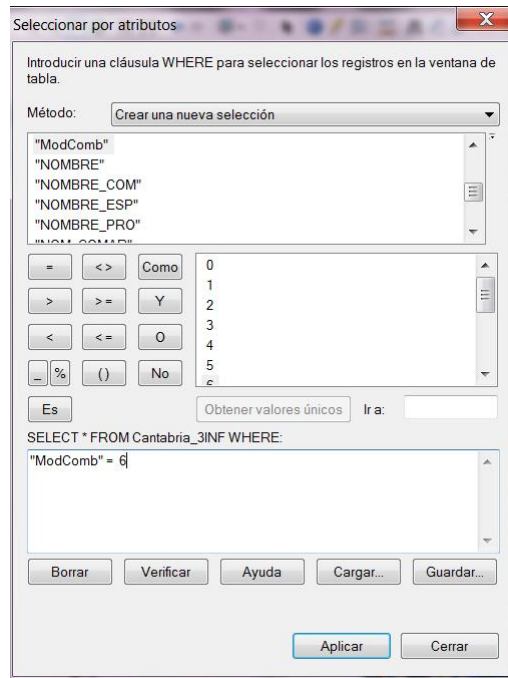 Seleccionar por atributos
Introducir una cláusula WHERE para seleccionar los registros en la ventana de
tabla.
Método: Crear una nueva selección
"ModComb"
"NOMBRE"
"NOMBRE_COM"
"NOMBRE_ESP"
"NOMBRE_PRO"
"NOM_COMAR"
= <> Como
> >= Y
< <= O
_ % () No
Es
0
1
2
3
4
5
6
Obtener valores únicos Ir a:
SELECT * FROM Cantabria_3INF WHERE:
"ModComb" = 6
Borrar Verificar Ayuda Cargar... Guardar...
Aplicar Cerrar